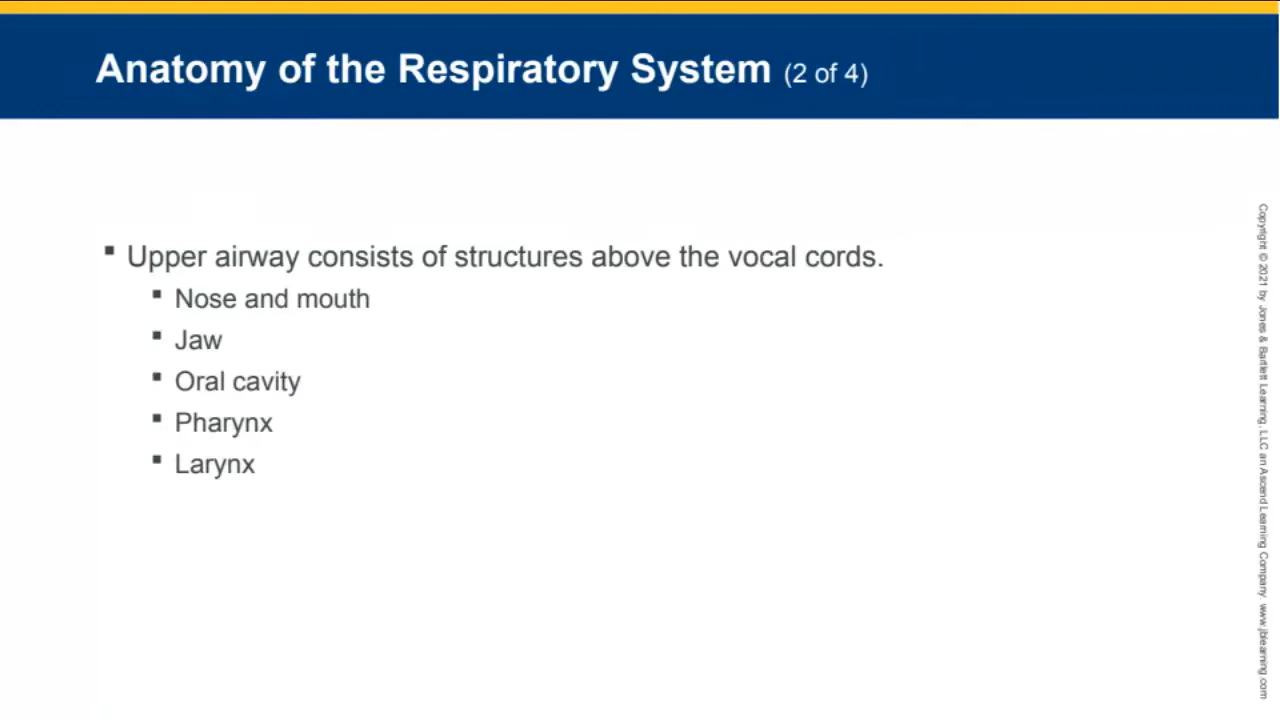 Anatomy of the Respiratory System (2 of 4)
▪ Upper airway consists of structures above the vocal cords.
▪ Nose and mouth
▪ Jaw
▪ Oral cavity
▪ Pharynx
▪ Larynx
Copyright © 2021 by Jones & Bartlett Learning, LLC an Ascend Learning Company. www.jblearning.com